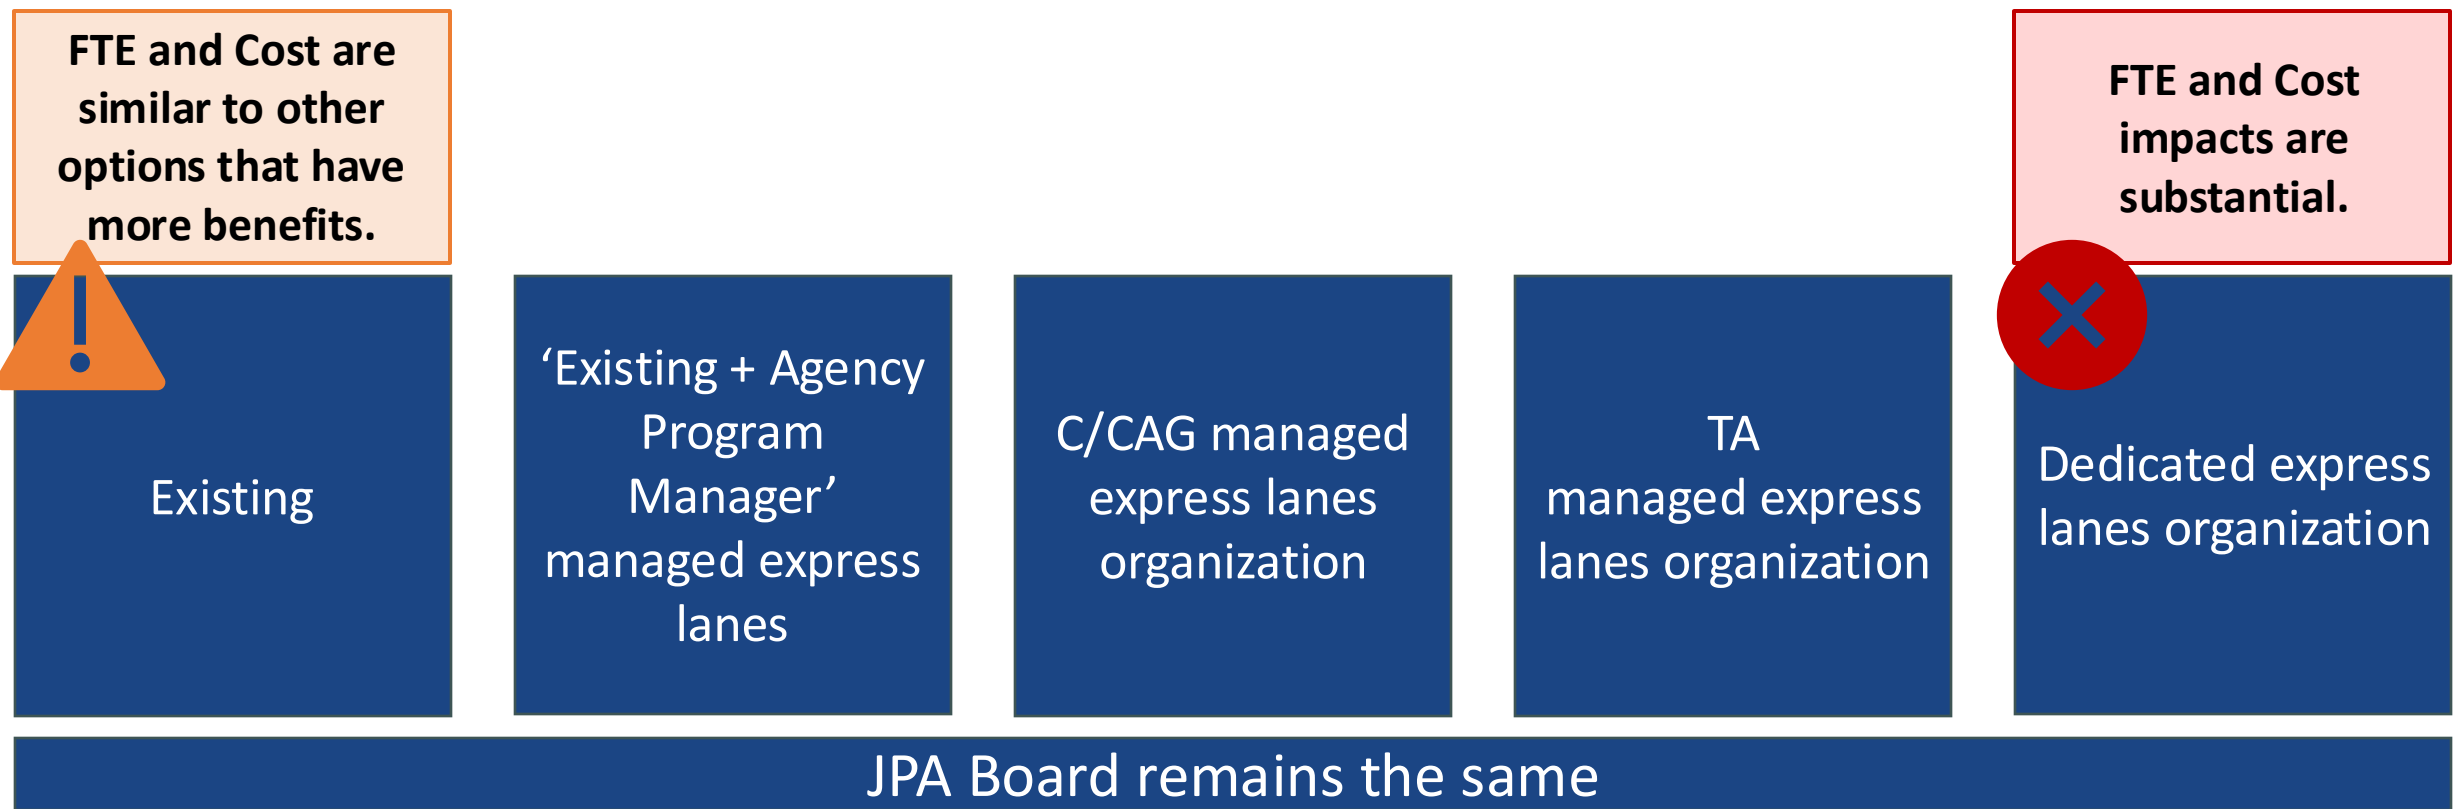 FTE and Cost are
similar to other
options that have
more benefits.
FTE and Cost
impacts are
substantial.
Existing
‘Existing + Agency
Program
Manager’
managed express
lanes
C/CAG managed
express lanes
organization
TA
managed express
lanes organization
Dedicated express
lanes organization
JPA Board remains the same